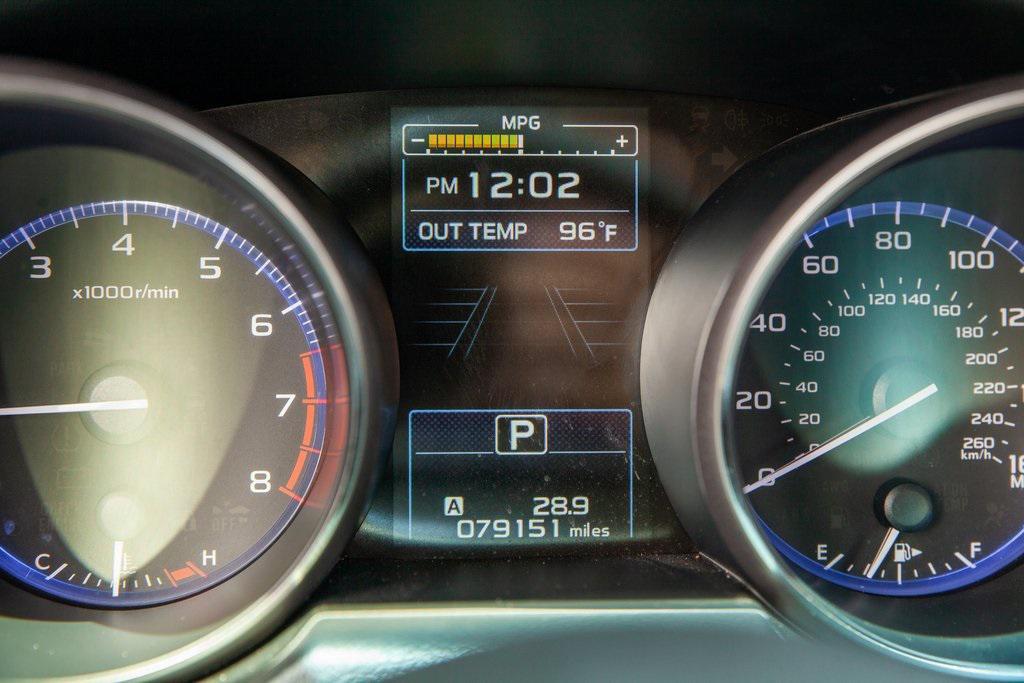 MPG
- +
PM 12:02
OUT TEMP 96°F
P
A 28.9
079151 miles
3 4 5 6 7 8
x1000r/min
C H
0 20 40 60 80 100
20 40 60 80 100 120 140 160 180 200 220 240 260
km/h
E F